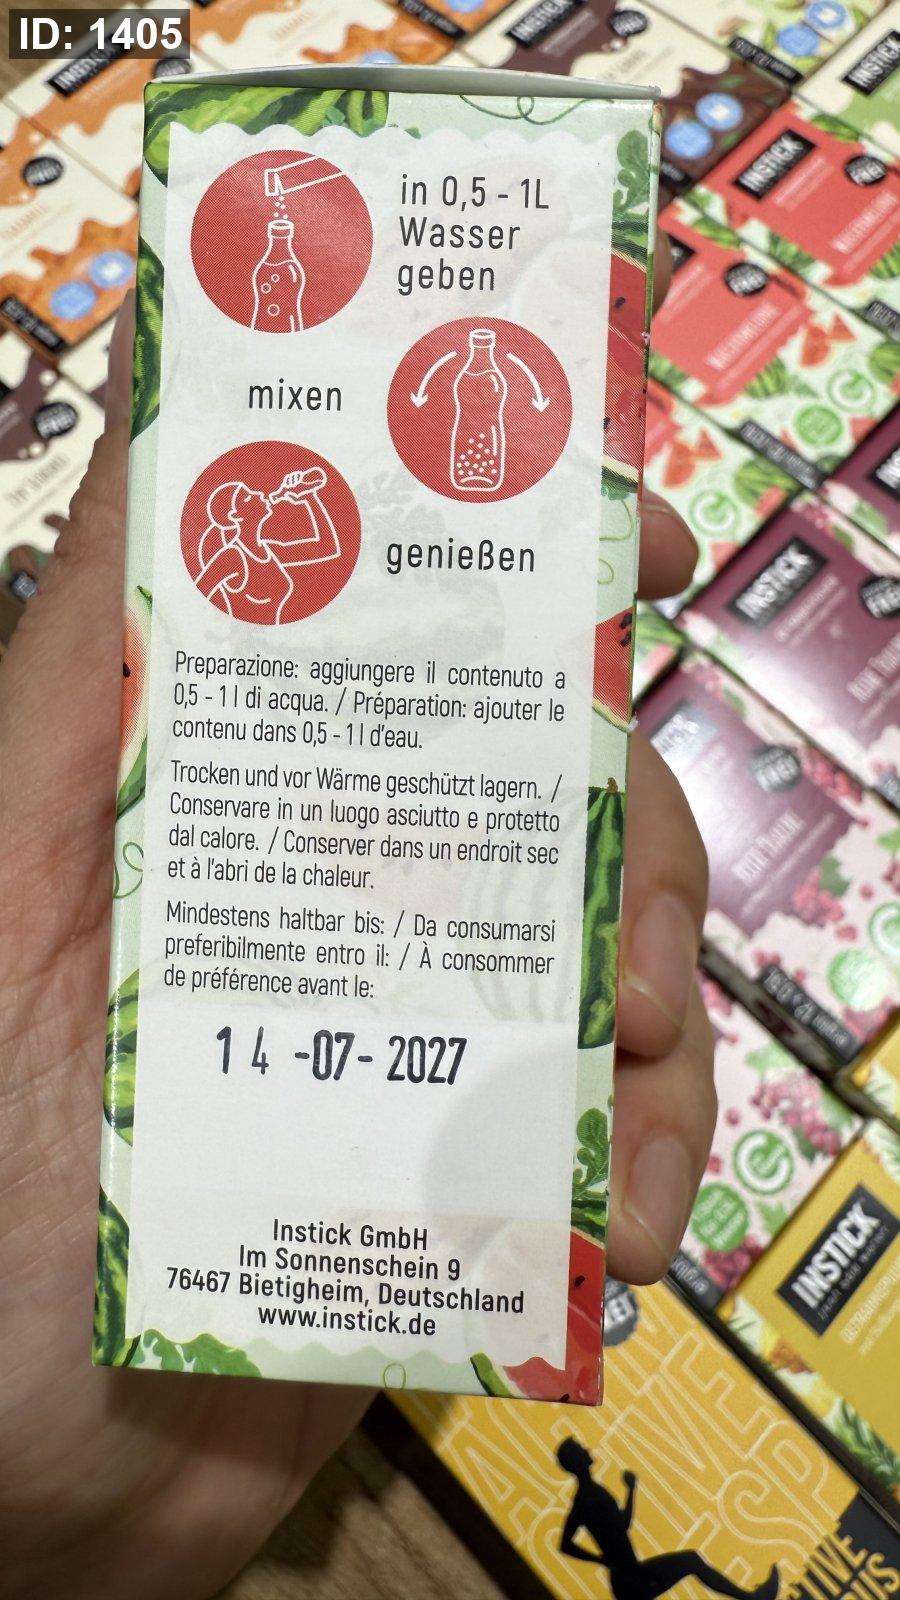 ID: 1405
in 0,5 - 1L
Wasser
geben
mixen
genießen
Preparazione: aggiungere il contenuto a
0,5 - 1 l di acqua. / Préparation: ajouter le
contenu dans 0,5 - 1 l d'eau.
Trocken und vor Wärme geschützt lagern. /
Conservare in un luogo asciutto e protetto
dal calore. / Conserver dans un endroit sec
et à l'abri de la chaleur.
Mindestens haltbar bis: / Da consumarsi
preferibilmente entro il: / À consommer
de préférence avant le:
14 -07- 2027
Instick GmbH
Im Sonnenschein 9
76467 Bietigheim, Deutschland
www.instick.de
INSTICK
INSTICK
INSTICK